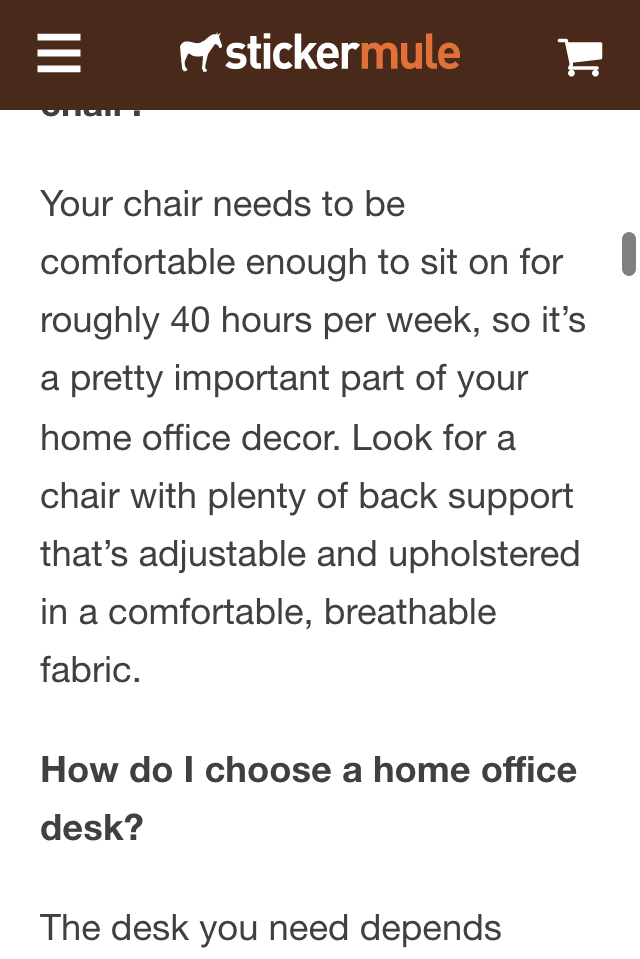 stickermule
chair?
Your chair needs to be
comfortable enough to sit on for
roughly 40 hours per week, so it’s
a pretty important part of your
home office decor. Look for a
chair with plenty of back support
that’s adjustable and upholstered
in a comfortable, breathable
fabric.
How do I choose a home office
desk?
The desk you need depends